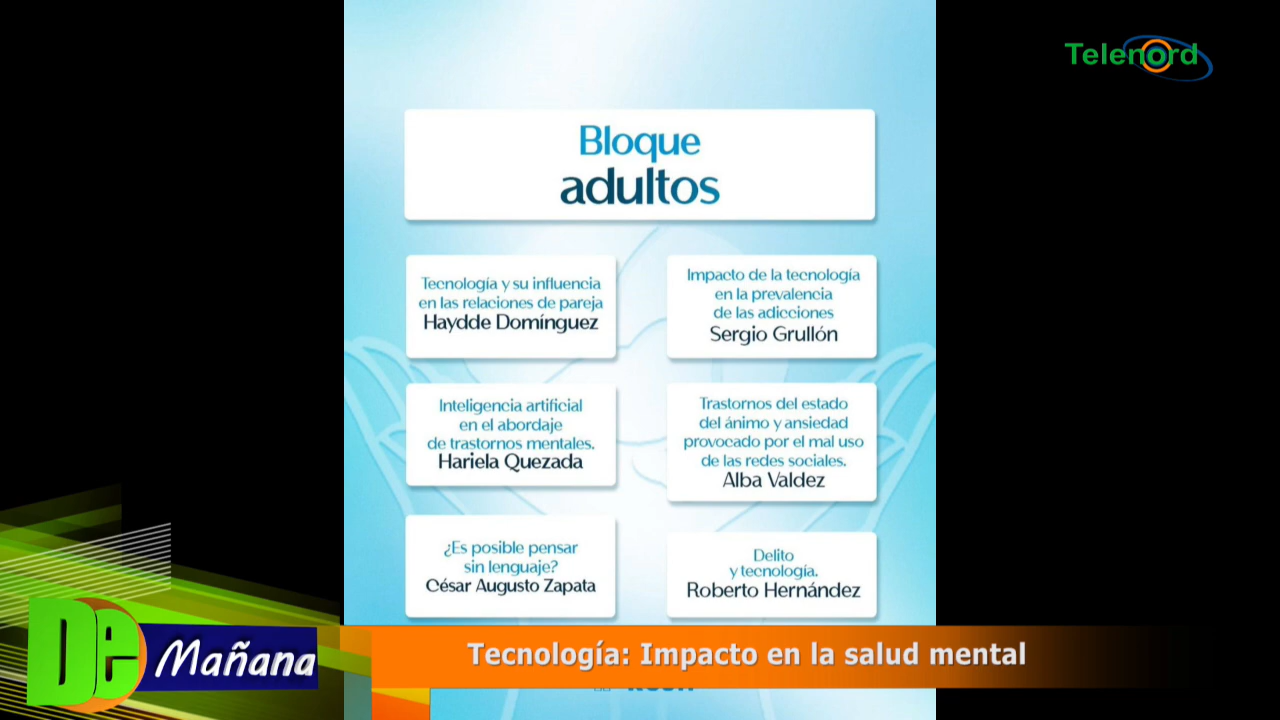 Telenord
Bloque
adultos
Tecnología y su influencia
en las relaciones de pareja
Haydde Domínguez
Impacto de la tecnología
en la prevalencia
de las adicciones
Sergio Grullón
Inteligencia artificial
en el abordaje
de trastornos mentales.
Hariela Quezada
Trastornos del estado
del ánimo y ansiedad
provocado por el mal uso
de las redes sociales.
Alba Valdez
¿Es posible pensar
sin lenguaje?
César Augusto Zapata
Delito
y tecnología.
Roberto Hernández
De Mañana
Tecnología: Impacto en la salud mental